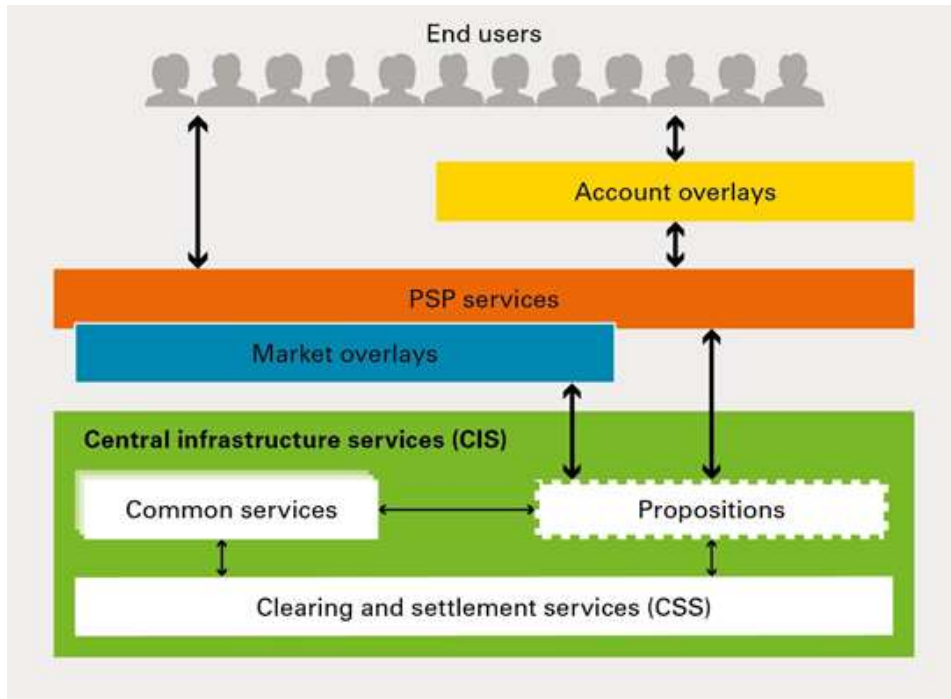 End users
Account overlays
PSP services
Market overlays
Central infrastructure services (CIS)
Common services
Propositions
Clearing and settlement services (CSS)